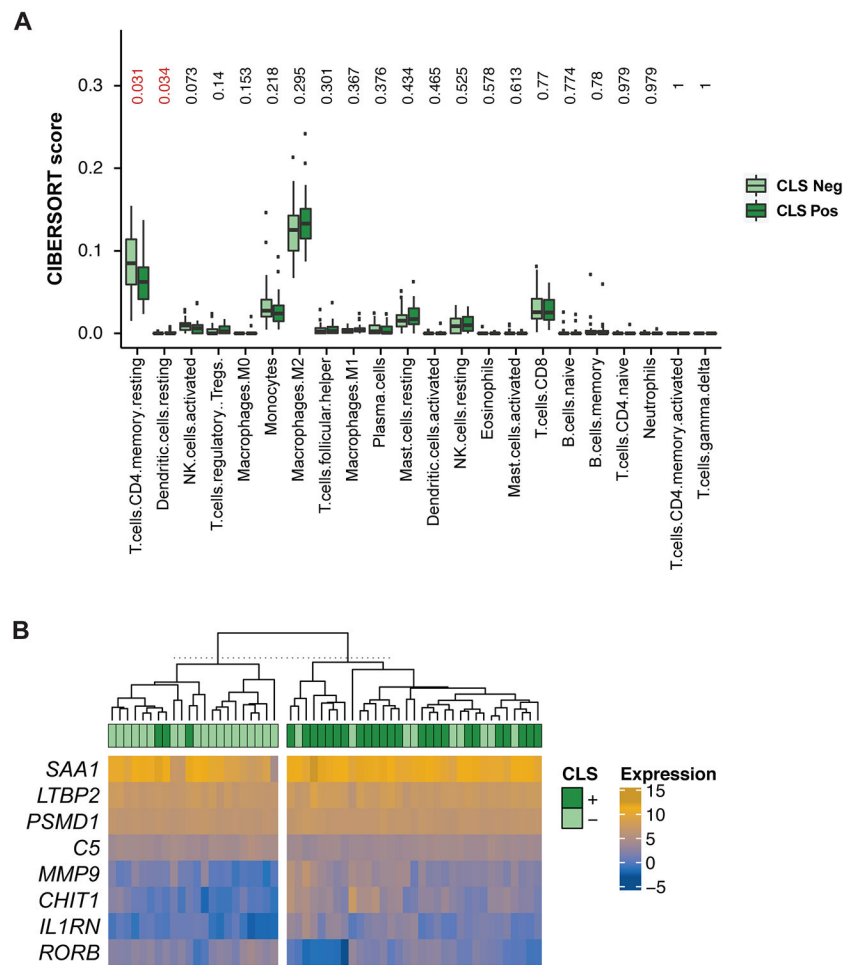 A
0.031 0.034 0.073 0.14 0.153 0.218 0.295 0.301 0.367 0.376 0.434 0.465 0.525 0.578 0.613 0.77 0.774 0.78 0.979 0.979 1 1
CIBERSORT score
0.3
0.2
0.1
0.0
CLS Neg
CLS Pos
T.cells.CD4.memory.resting
Dendritic.cells.resting
NK.cells.activated
T.cells.regulatory..Tregs.
Macrophages.M0
Monocytes
Macrophages.M2
T.cells.follicular.helper
Macrophages.M1
Plasma.cells
Mast.cells.resting
Dendritic.cells.activated
NK.cells.resting
Eosinophils
Mast.cells.activated
T.cells.CD8
B.cells.naive
B.cells.memory
T.cells.CD4.naive
Neutrophils
T.cells.CD4.memory.activated
T.cells.gamma.delta
B
SAA1
LTBP2
PSMD1
C5
MMP9
CHIT1
IL1RN
RORB
CLS
+
−
Expression
15
10
5
0
−5